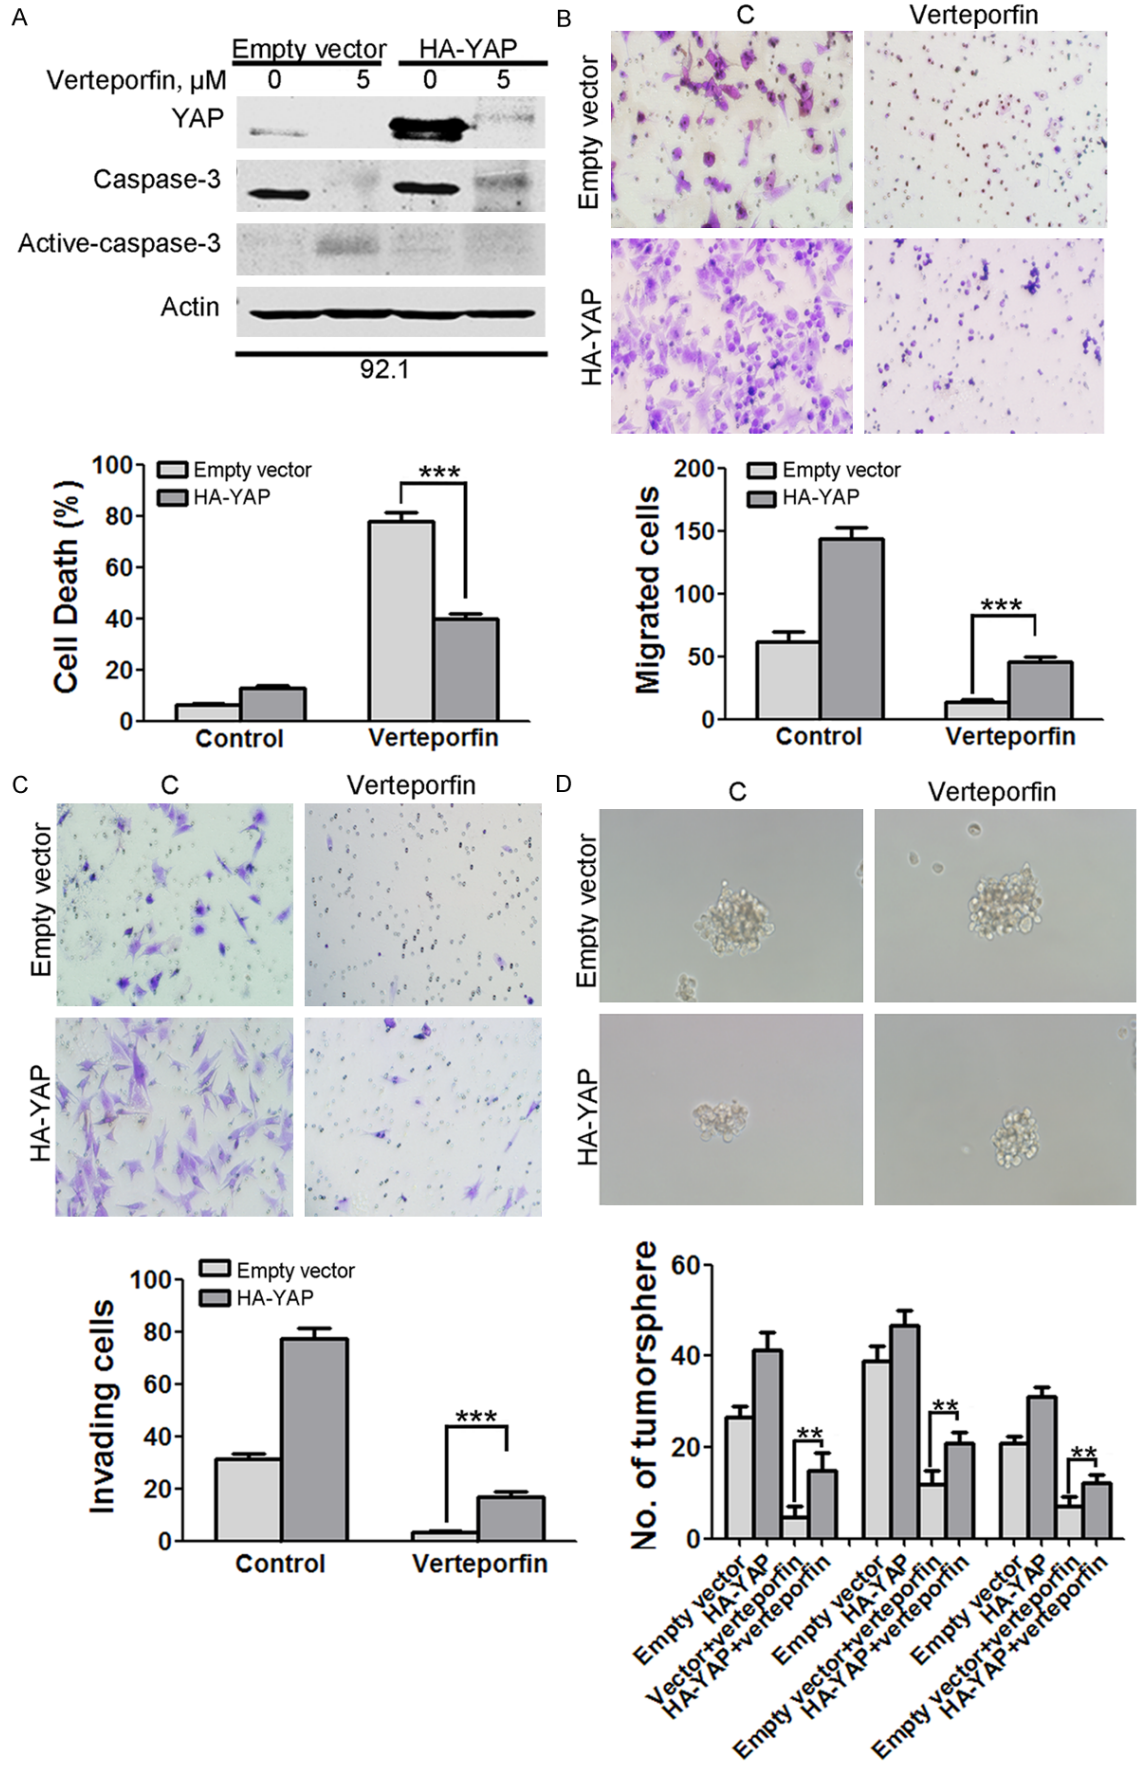 A
Empty vector HA-YAP
Verteporfin, µM 0 5 0 5
YAP
Caspase-3
Active-caspase-3
Actin
92.1
100
80
60
40
20
0
Cell Death (%)
Empty vector
HA-YAP
***
Control Verteporfin
B
C Verteporfin
Empty vector
HA-YAP
200
150
100
50
0
Migrated cells
Empty vector
HA-YAP
***
Control Verteporfin
C
C Verteporfin
Empty vector
HA-YAP
100
80
60
40
20
0
Invading cells
Empty vector
HA-YAP
***
Control Verteporfin
D
C Verteporfin
Empty vector
HA-YAP
60
40
20
0
No. of tumorsphere
**
**
**
Empty vector
HA-YAP
Vector+verteporfin
HA-YAP+verteporfin
Empty vector
HA-YAP
Empty vector+verteporfin
HA-YAP+verteporfin
Empty vector
HA-YAP
Empty vector+verteporfin
HA-YAP+verteporfin